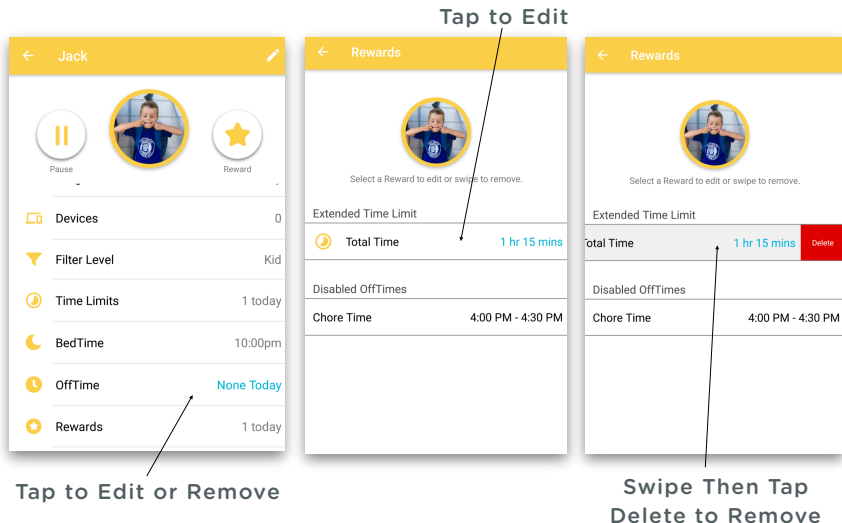 Tap to Edit
Jack
Pause
Reward
Devices 0
Filter Level Kid
Time Limits 1 today
BedTime 10:00pm
OffTime None Today
Rewards 1 today
Tap to Edit or Remove
Rewards
Select a Reward to edit or swipe to remove.
Extended Time Limit
Total Time 1 hr 15 mins
Disabled OffTimes
Chore Time 4:00 PM - 4:30 PM
Rewards
Select a Reward to edit or swipe to remove.
Extended Time Limit
Total Time 1 hr 15 mins Delete
Disabled OffTimes
Chore Time 4:00 PM - 4:30 PM
Swipe Then Tap
Delete to Remove